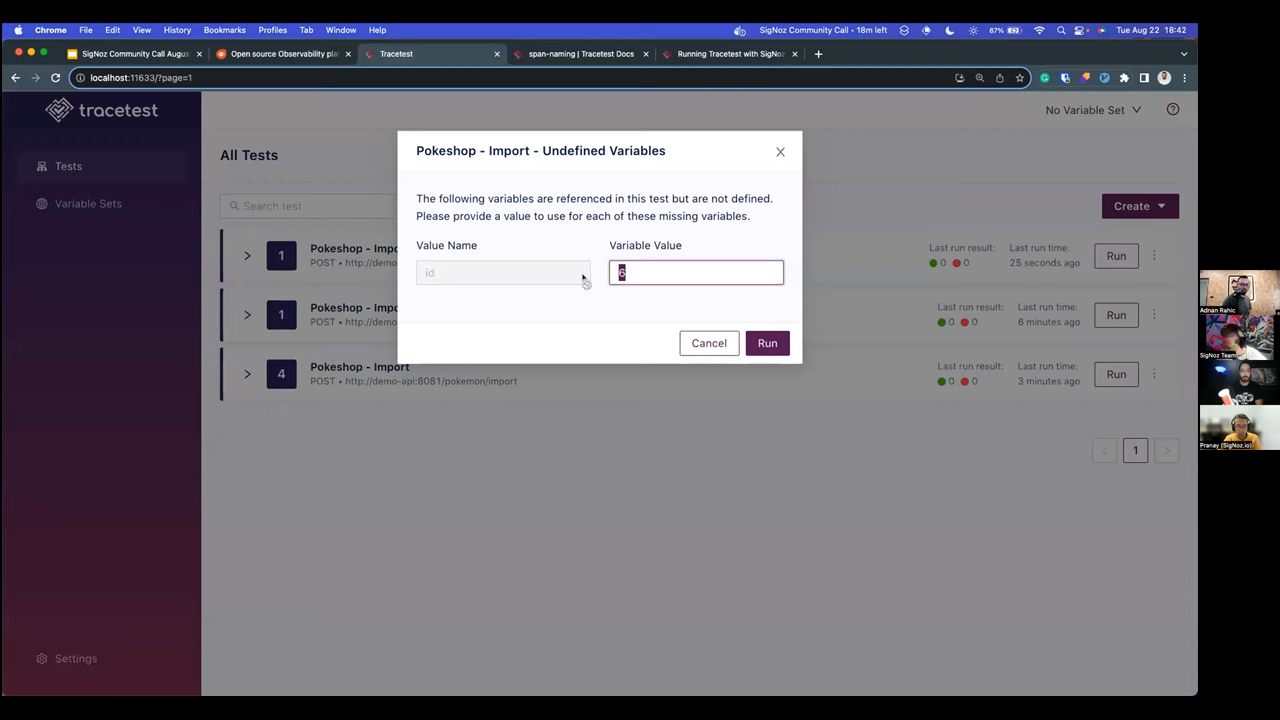 Chrome File Edit View History Bookmarks Profiles Tab Window Help
SigNoz Community Call - 18m left 87% Tue Aug 22 18:42
SigNoz Community Call Augus
Open source Observability pla
Tracetest
span-naming | Tracetest Docs
Running Tracetest with SigNoz
localhost:11633/?page=1
tracetest
No Variable Set
Tests
Variable Sets
Settings
All Tests
Search test
Create
1 Pokeshop - Impo
POST • http://demo
Last run result: 0 0
Last run time: 25 seconds ago
Run
1 Pokeshop - Impo
POST • http://demo
Last run result: 0 0
Last run time: 6 minutes ago
Run
4 Pokeshop - Import
POST • http://demo-api:8081/pokemon/import
Last run result: 0 0
Last run time: 3 minutes ago
Run
1
Pokeshop - Import - Undefined Variables
The following variables are referenced in this test but are not defined.
Please provide a value to use for each of these missing variables.
Value Name Variable Value
id 6
Cancel Run
Adnan Rahic
SigNoz Team
Pranay (SigNoz.io)